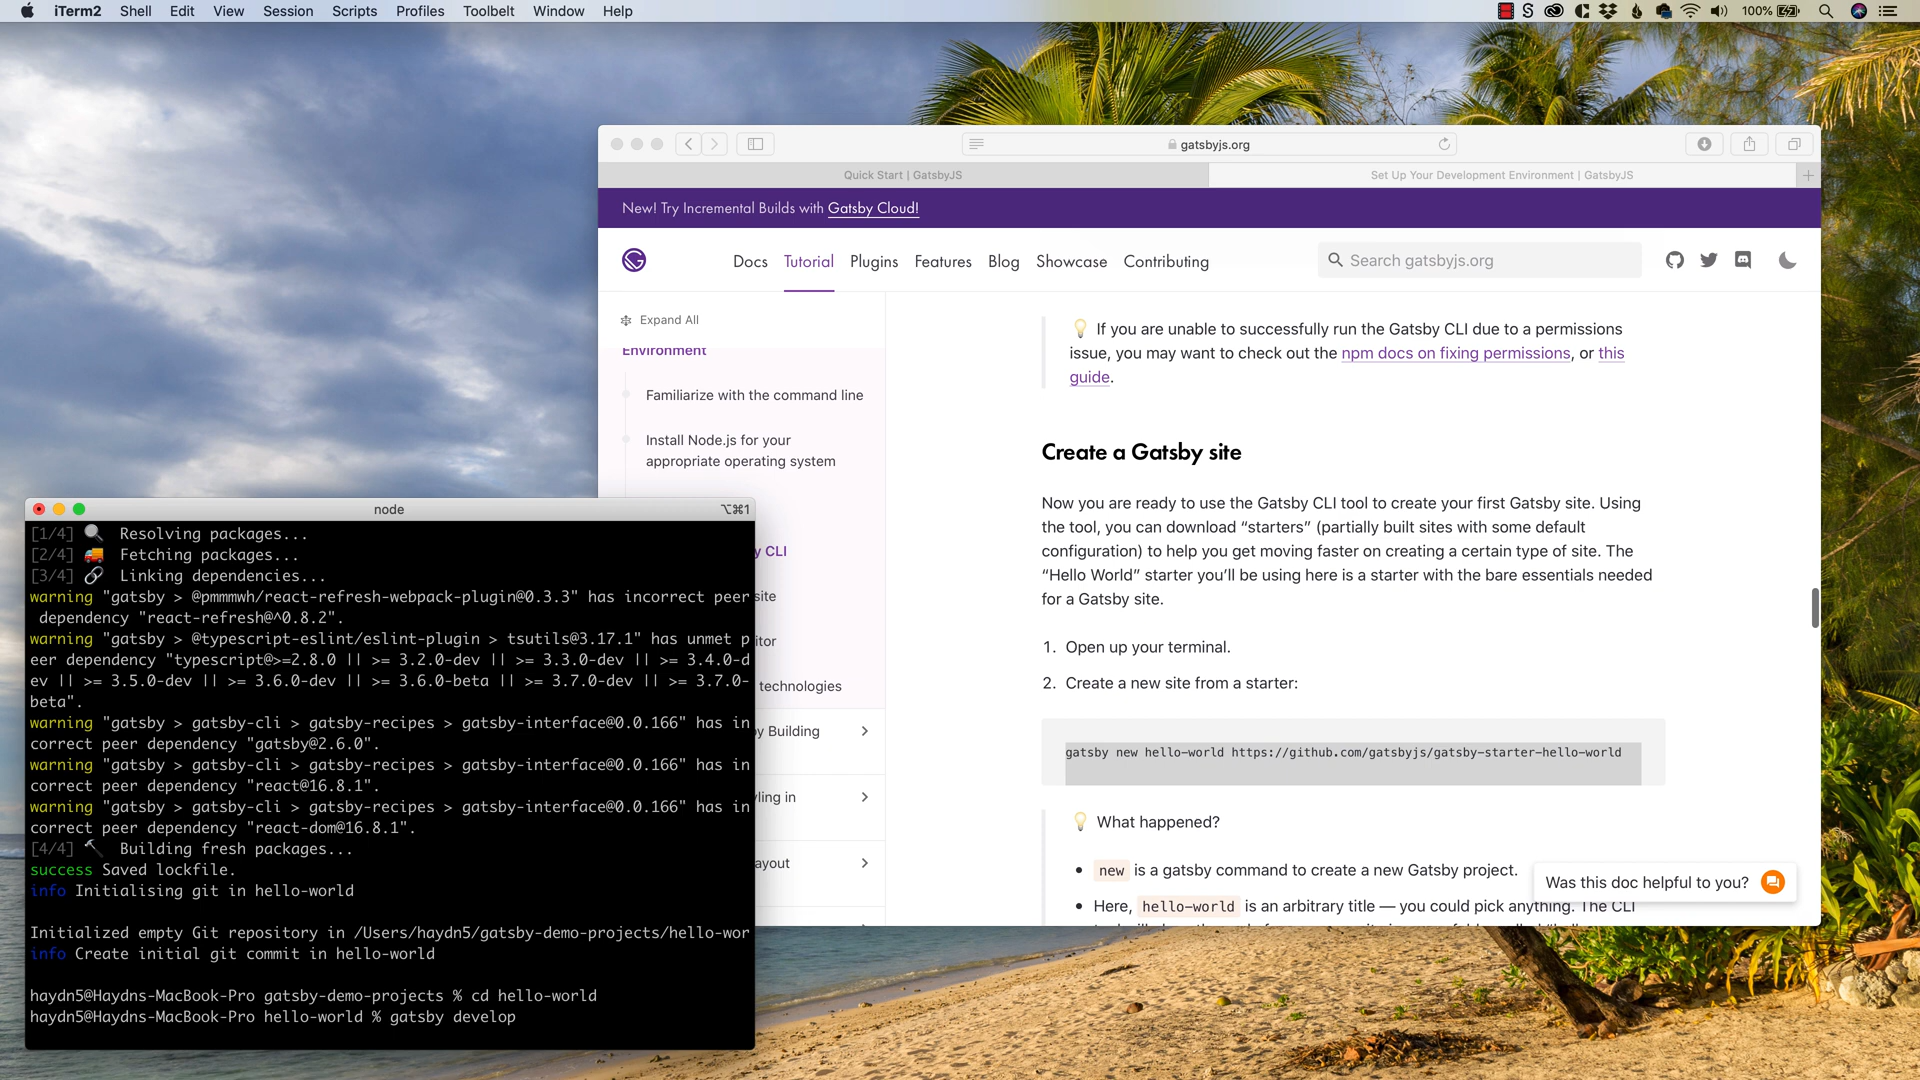 iTerm2 Shell Edit View Session Scripts Profiles Toolbelt Window Help
100%
gatsbyjs.org
Quick Start | GatsbyJS
Set Up Your Development Environment | GatsbyJS
New! Try Incremental Builds with Gatsby Cloud!
Docs Tutorial Plugins Features Blog Showcase Contributing
Search gatsbyjs.org
Expand All
Environment
Familiarize with the command line
Install Node.js for your
appropriate operating system
y CLI
site
itor
technologies
y Building
ling in
ayout
💡 If you are unable to successfully run the Gatsby CLI due to a permissions
issue, you may want to check out the npm docs on fixing permissions, or this
guide.
Create a Gatsby site
Now you are ready to use the Gatsby CLI tool to create your first Gatsby site. Using
the tool, you can download “starters” (partially built sites with some default
configuration) to help you get moving faster on creating a certain type of site. The
“Hello World” starter you’ll be using here is a starter with the bare essentials needed
for a Gatsby site.
1. Open up your terminal.
2. Create a new site from a starter:
gatsby new hello-world https://github.com/gatsbyjs/gatsby-starter-hello-world
💡 What happened?
• new is a gatsby command to create a new Gatsby project.
• Here, hello-world is an arbitrary title — you could pick anything. The CLI
Was this doc helpful to you?
node
⌥⌘1
[1/4] 🔍 Resolving packages...
[2/4] 🚚 Fetching packages...
[3/4] 🔗 Linking dependencies...
warning "gatsby > @pmmmwh/react-refresh-webpack-plugin@0.3.3" has incorrect peer
dependency "react-refresh@^0.8.2".
warning "gatsby > @typescript-eslint/eslint-plugin > tsutils@3.17.1" has unmet p
eer dependency "typescript@>=2.8.0 || >= 3.2.0-dev || >= 3.3.0-dev || >= 3.4.0-d
ev || >= 3.5.0-dev || >= 3.6.0-dev || >= 3.6.0-beta || >= 3.7.0-dev || >= 3.7.0-
beta".
warning "gatsby > gatsby-cli > gatsby-recipes > gatsby-interface@0.0.166" has in
correct peer dependency "gatsby@2.6.0".
warning "gatsby > gatsby-cli > gatsby-recipes > gatsby-interface@0.0.166" has in
correct peer dependency "react@16.8.1".
warning "gatsby > gatsby-cli > gatsby-recipes > gatsby-interface@0.0.166" has in
correct peer dependency "react-dom@16.8.1".
[4/4] 🔨 Building fresh packages...
success Saved lockfile.
info Initialising git in hello-world
Initialized empty Git repository in /Users/haydn5/gatsby-demo-projects/hello-wor
info Create initial git commit in hello-world
haydn5@Haydns-MacBook-Pro gatsby-demo-projects % cd hello-world
haydn5@Haydns-MacBook-Pro hello-world % gatsby develop